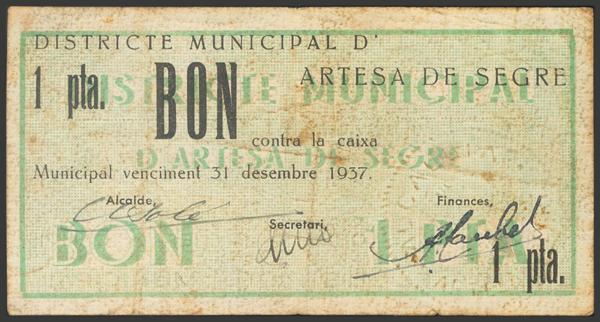 DISTRICTE MUNICIPAL D'
ARTESA DE SEGRE
1 pta. BON
contra la caixa
Municipal venciment 31 desembre 1937.
Alcalde,
Secretari,
Finances,
1 pta.
DISTRICTE MUNICIPAL
D'ARTESA DE SEGRE
BON 1 PTA